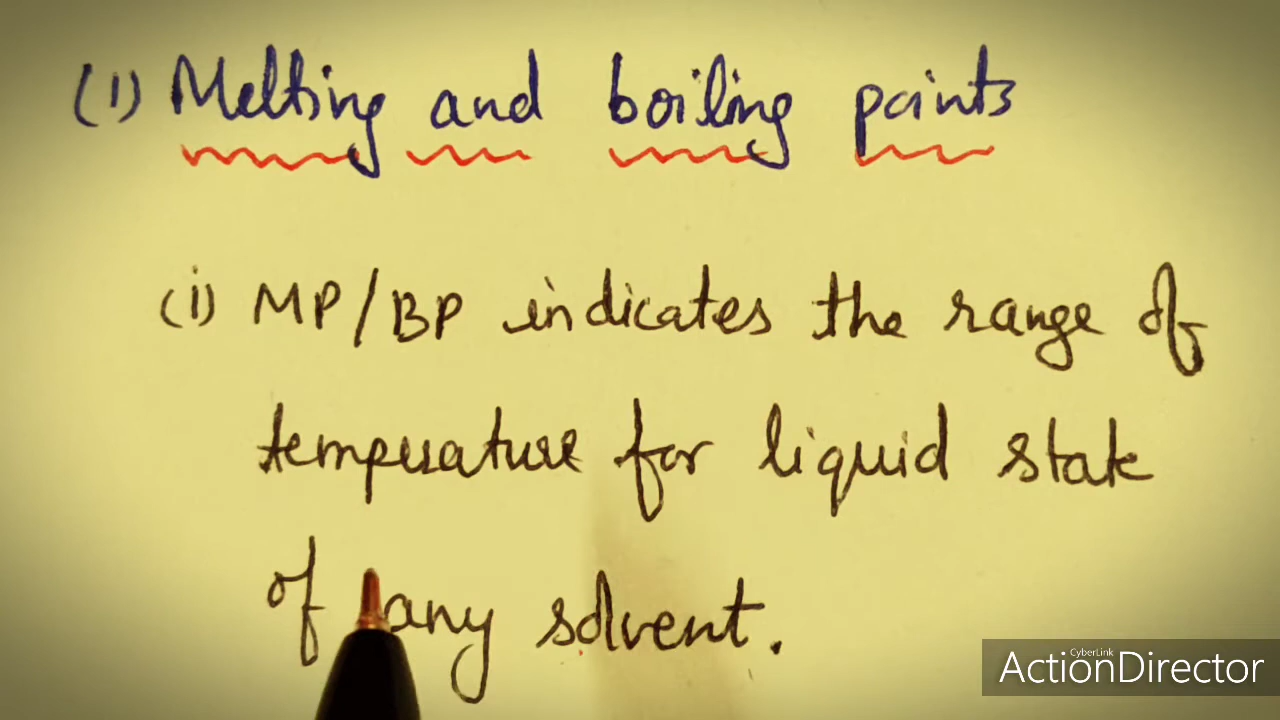 (1) Melting and boiling points
(i) MP/BP indicates the range of
temperature for liquid state
of any solvent.
CyberLink
ActionDirector